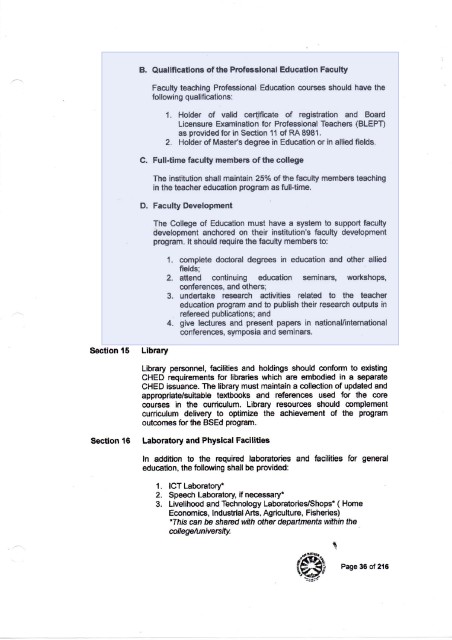 B. Qualifications of the Professional Education Faculty
Faculty teaching Professional Education courses should have the
following qualifications:
1. Holder of valid certificate of registration and Board
Licensure Examination for Professional Teachers (BLEPT)
as provided for in Section 11 of RA 8981.
2. Holder of Master's degree in Education or in allied fields.
C. Full-time faculty members of the college
The institution shall maintain 25% of the faculty members teaching
in the teacher education program as full-time.
D. Faculty Development
The College of Education must have a system to support faculty
development anchored on their institution's faculty development
program. It should require the faculty members to:
1. complete doctoral degrees in education and other allied
fields;
2. attend continuing education seminars, workshops,
conferences, and others;
3. undertake research activities related to the teacher
education program and to publish their research outputs in
refereed publications; and
4. give lectures and present papers in national/international
conferences, symposia and seminars.
Section 15 Library
Library personnel, facilities and holdings should conform to existing
CHED requirements for libraries which are embodied in a separate
CHED issuance. The library must maintain a collection of updated and
appropriate/suitable textbooks and references used for the core
courses in the curriculum. Library resources should complement
curriculum delivery to optimize the achievement of the program
outcomes for the BSEd program.
Section 16 Laboratory and Physical Facilities
In addition to the required laboratories and facilities for general
education, the following shall be provided:
1. ICT Laboratory*
2. Speech Laboratory, if necessary*
3. Livelihood and Technology Laboratories/Shops* ( Home
Economics, Industrial Arts, Agriculture, Fisheries)
*This can be shared with other departments within the
college/university.
Page 36 of 216